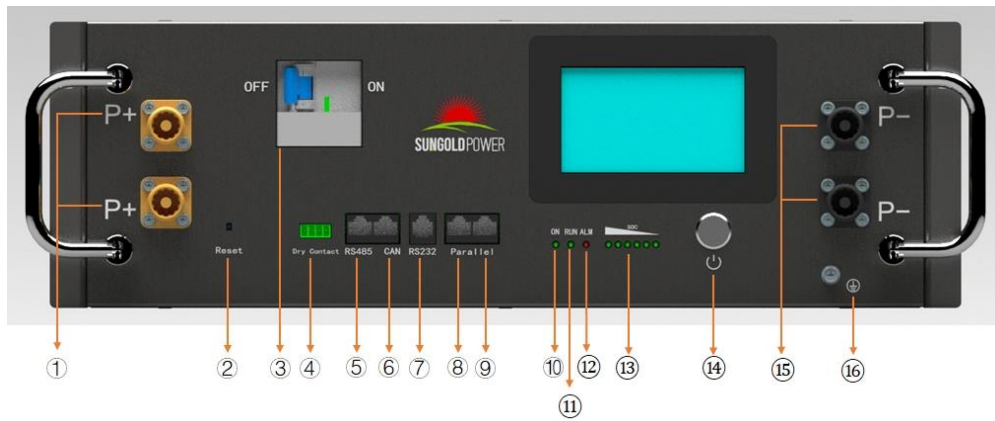 OFF
ON
P+
P-
SUNGOLDPOWER
P+
P-
Reset
Dry Contact
RS485
CAN
RS232
Parallel
ON RUN ALM
SOC
①
②
③
④
⑤
⑥
⑦
⑧
⑨
⑩
⑪
⑫
⑬
⑭
⑮
⑯